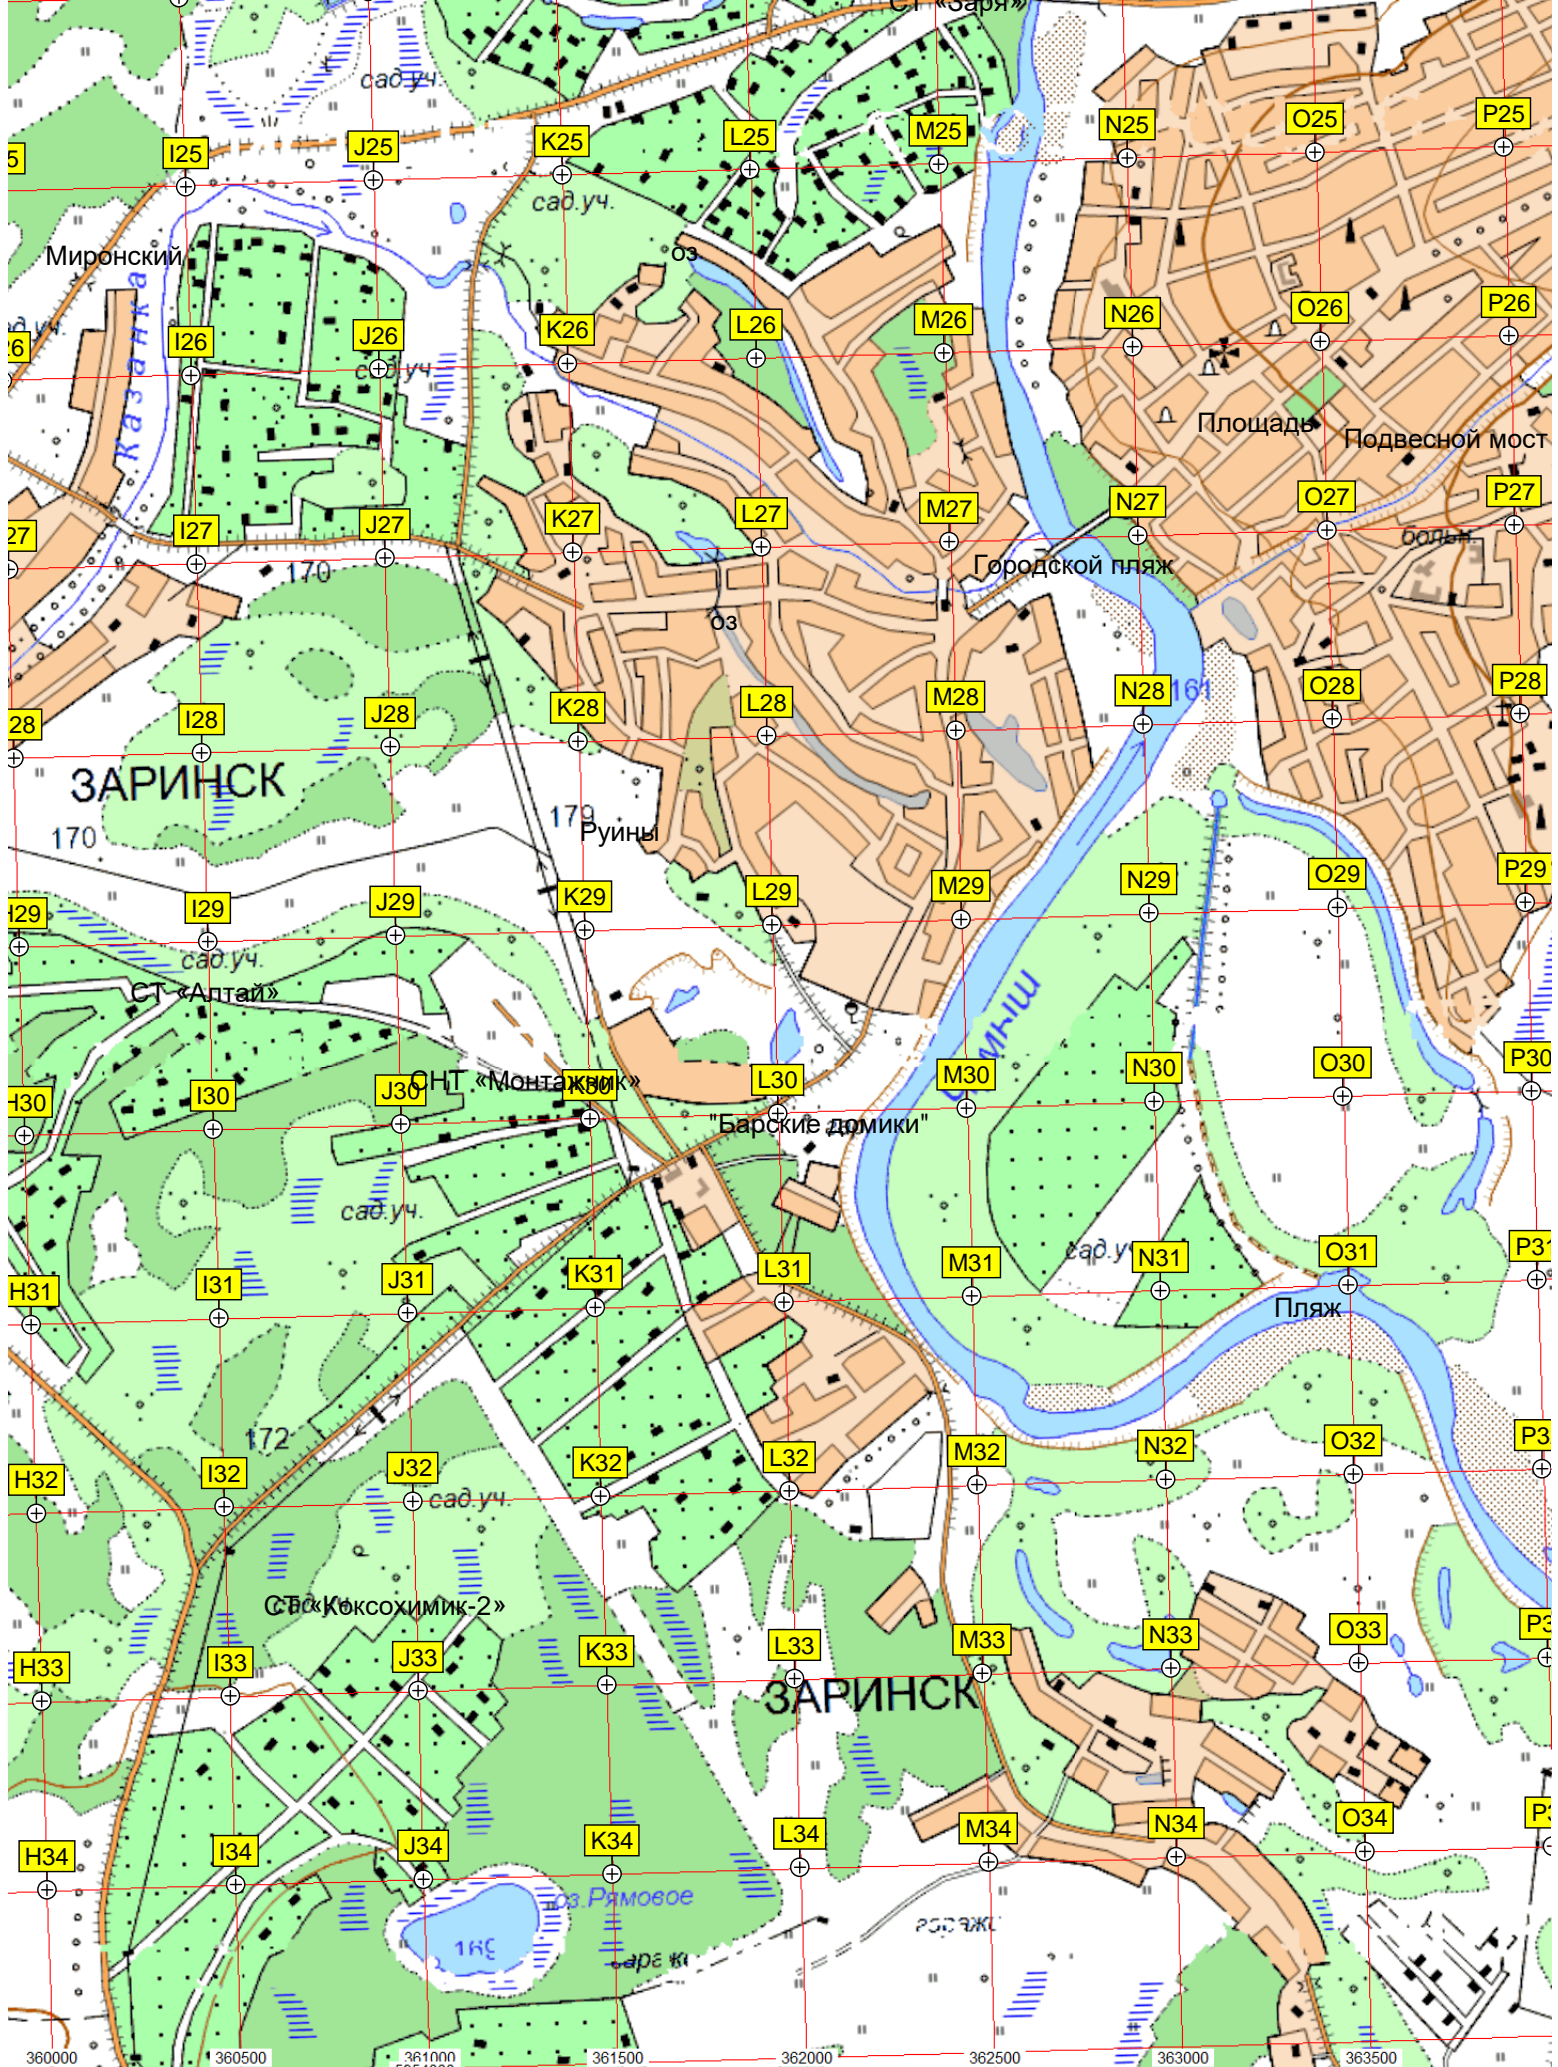 СТ «Заря»
сад.уч.
I25
J25
K25
L25
M25
N25
O25
P25
сад.уч.
Миронский
оз
Казанка
I26
J26
K26
L26
M26
N26
O26
P26
Площадь
Подвесной мост
I27
J27
K27
L27
M27
N27
O27
P27
больн.
170
Городской пляж
оз
161
I28
J28
K28
L28
M28
N28
O28
P28
ЗАРИНСК
170
179
Руины
H29
I29
J29
K29
L29
M29
N29
O29
P29
сад.уч.
СТ «Алтай»
H30
I30
J30
СНТ «Монтажник»
K30
L30
M30
N30
O30
P30
"Барские домики"
сад.уч.
H31
I31
J31
K31
L31
M31
N31
O31
P31
Пляж
172
H32
I32
J32
K32
L32
M32
N32
O32
сад.уч
СТ «Коксохимик-2»
H33
I33
J33
K33
L33
M33
N33
O33
ЗАРИНСК
H34
I34
J34
K34
L34
M34
N34
O34
оз.Рямовое
360000
360500
361000
361500
362000
362500
363000
363500